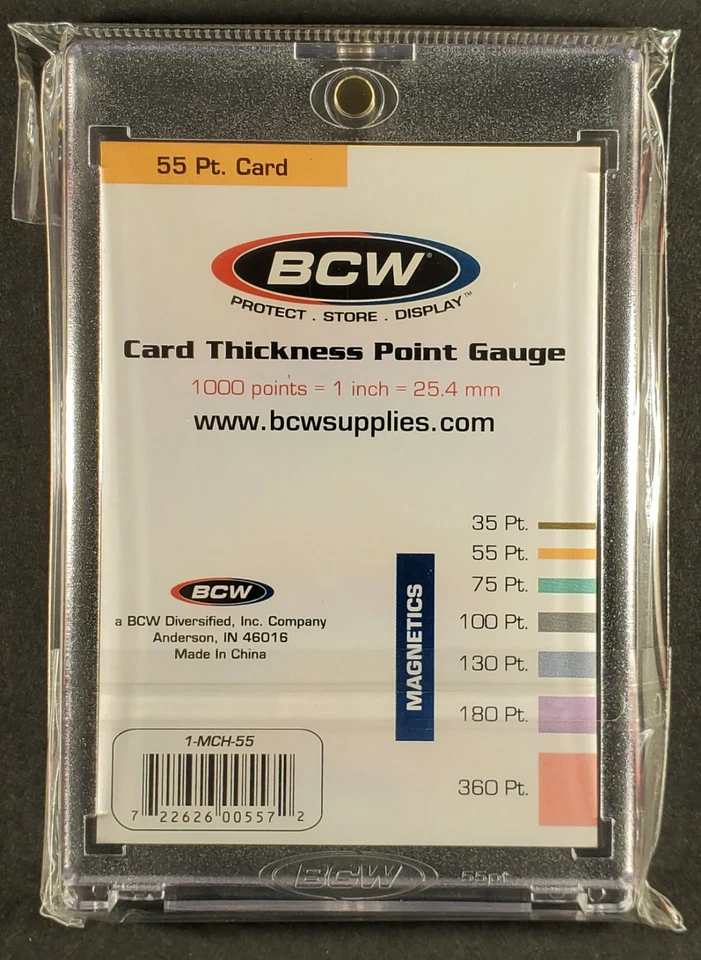 55 Pt. Card
BCW®
PROTECT . STORE . DISPLAY™
Card Thickness Point Gauge
1000 points = 1 inch = 25.4 mm
www.bcwsupplies.com
35 Pt.
55 Pt.
75 Pt.
100 Pt.
130 Pt.
180 Pt.
360 Pt.
MAGNETICS
BCW
a BCW Diversified, Inc. Company
Anderson, IN 46016
Made In China
1-MCH-55
7 22626 00557 2
BCW
55pt